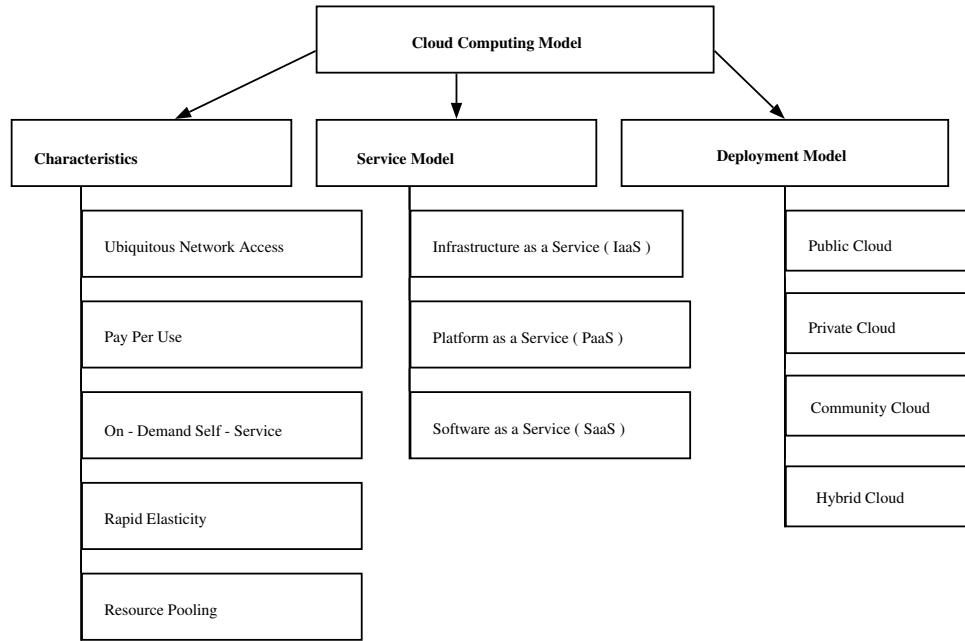 Cloud Computing Model
Characteristics
Service Model
Deployment Model
Ubiquitous Network Access
Pay Per Use
On - Demand Self - Service
Rapid Elasticity
Resource Pooling
Infrastructure as a Service ( IaaS )
Platform as a Service ( PaaS )
Software as a Service ( SaaS )
Public Cloud
Private Cloud
Community Cloud
Hybrid Cloud